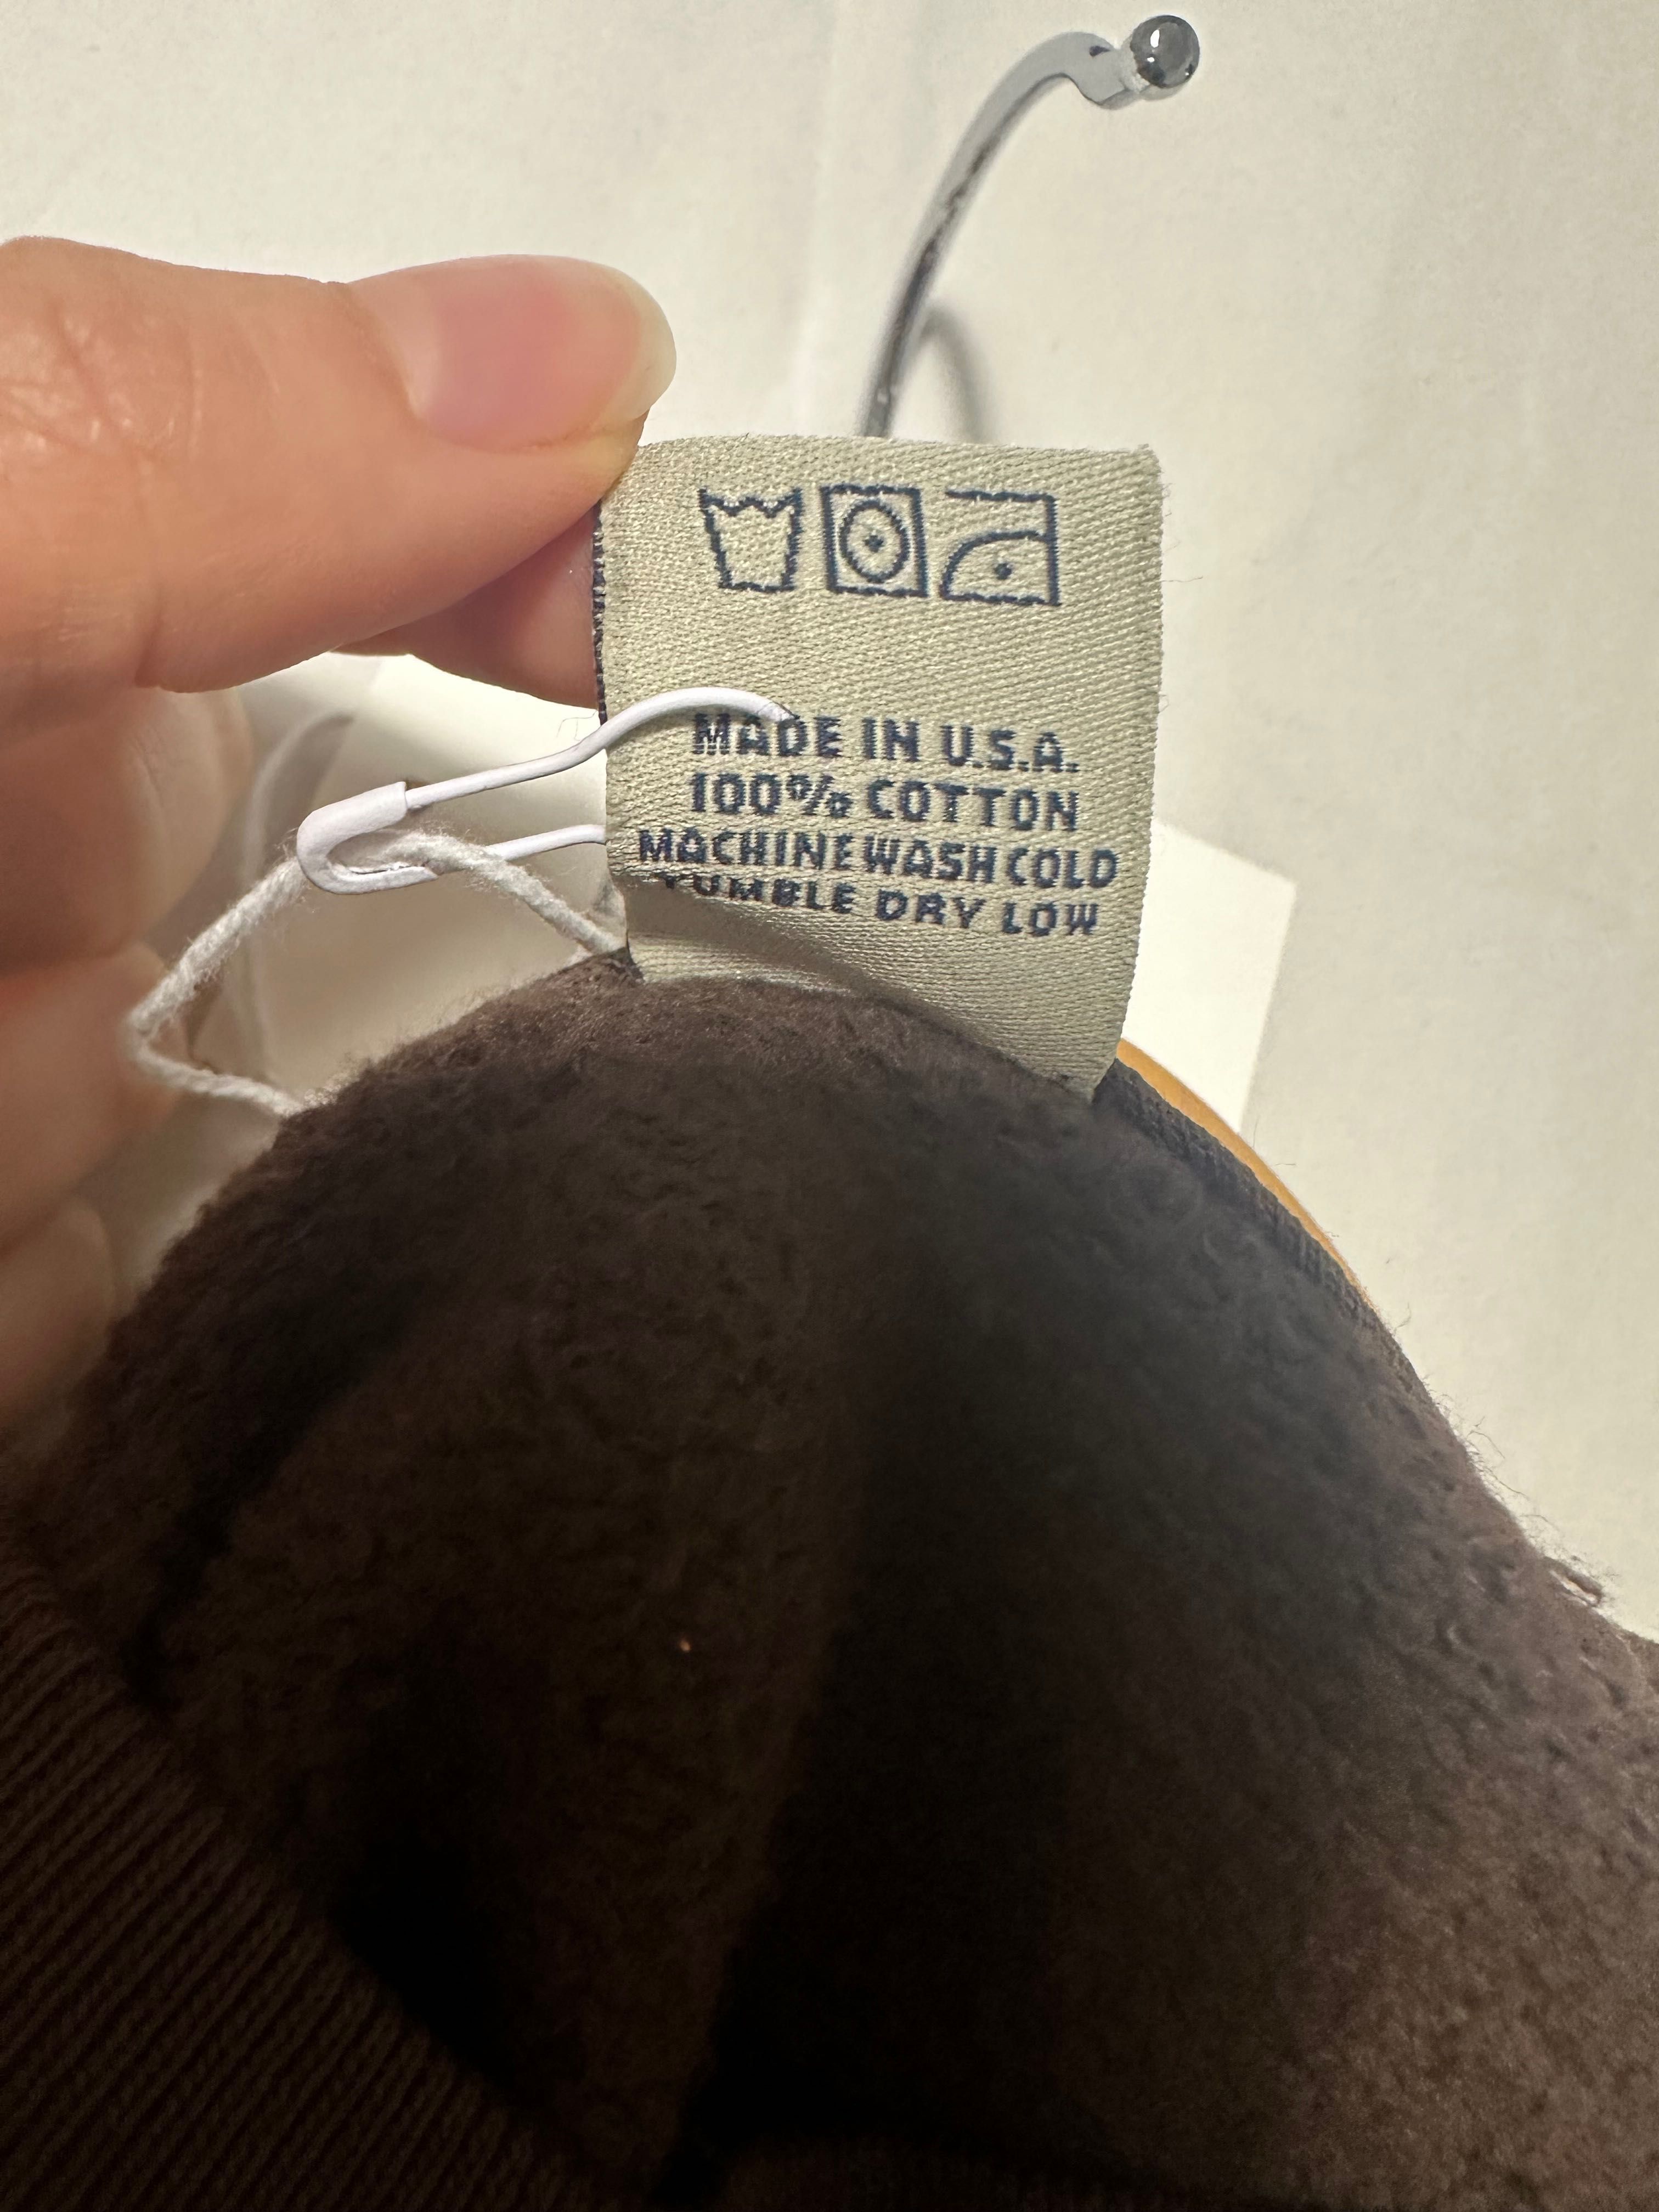 MADE IN U.S.A.
100% COTTON
MACHINE WASH COLD
TUMBLE DRY LOW